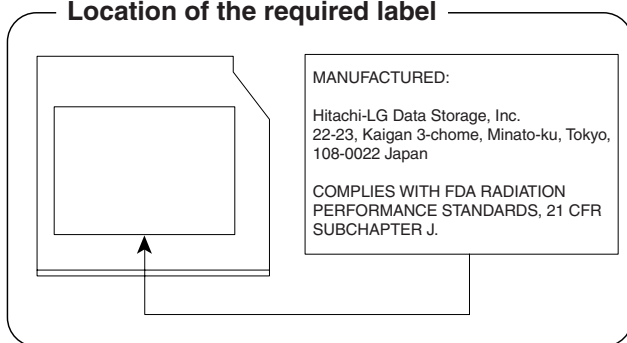 Location of the required label
MANUFACTURED:
Hitachi-LG Data Storage, Inc.
22-23, Kaigan 3-chome, Minato-ku, Tokyo,
108-0022 Japan
COMPLIES WITH FDA RADIATION
PERFORMANCE STANDARDS, 21 CFR
SUBCHAPTER J.